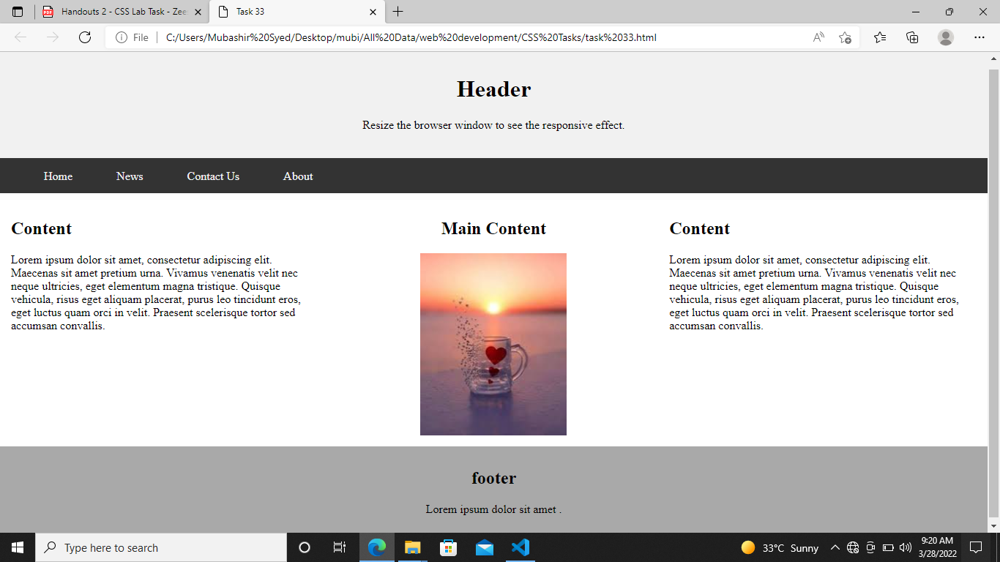 Handouts 2 - CSS Lab Task - Zee
Task 33
File
C:/Users/Mubashir%20Syed/Desktop/mubi/All%20Data/web%20development/CSS%20Tasks/task%2033.html
Header
Resize the browser window to see the responsive effect.
Home News Contact Us About
Content
Lorem ipsum dolor sit amet, consectetur adipiscing elit.
Maecenas sit amet pretium urna. Vivamus venenatis velit nec
neque ultricies, eget elementum magna tristique. Quisque
vehicula, risus eget aliquam placerat, purus leo tincidunt eros,
eget luctus quam orci in velit. Praesent scelerisque tortor sed
accumsan convallis.
Main Content
Content
Lorem ipsum dolor sit amet, consectetur adipiscing elit.
Maecenas sit amet pretium urna. Vivamus venenatis velit nec
neque ultricies, eget elementum magna tristique. Quisque
vehicula, risus eget aliquam placerat, purus leo tincidunt eros,
eget luctus quam orci in velit. Praesent scelerisque tortor sed
accumsan convallis.
footer
Lorem ipsum dolor sit amet .
Type here to search
33°C Sunny
9:20 AM
3/28/2022